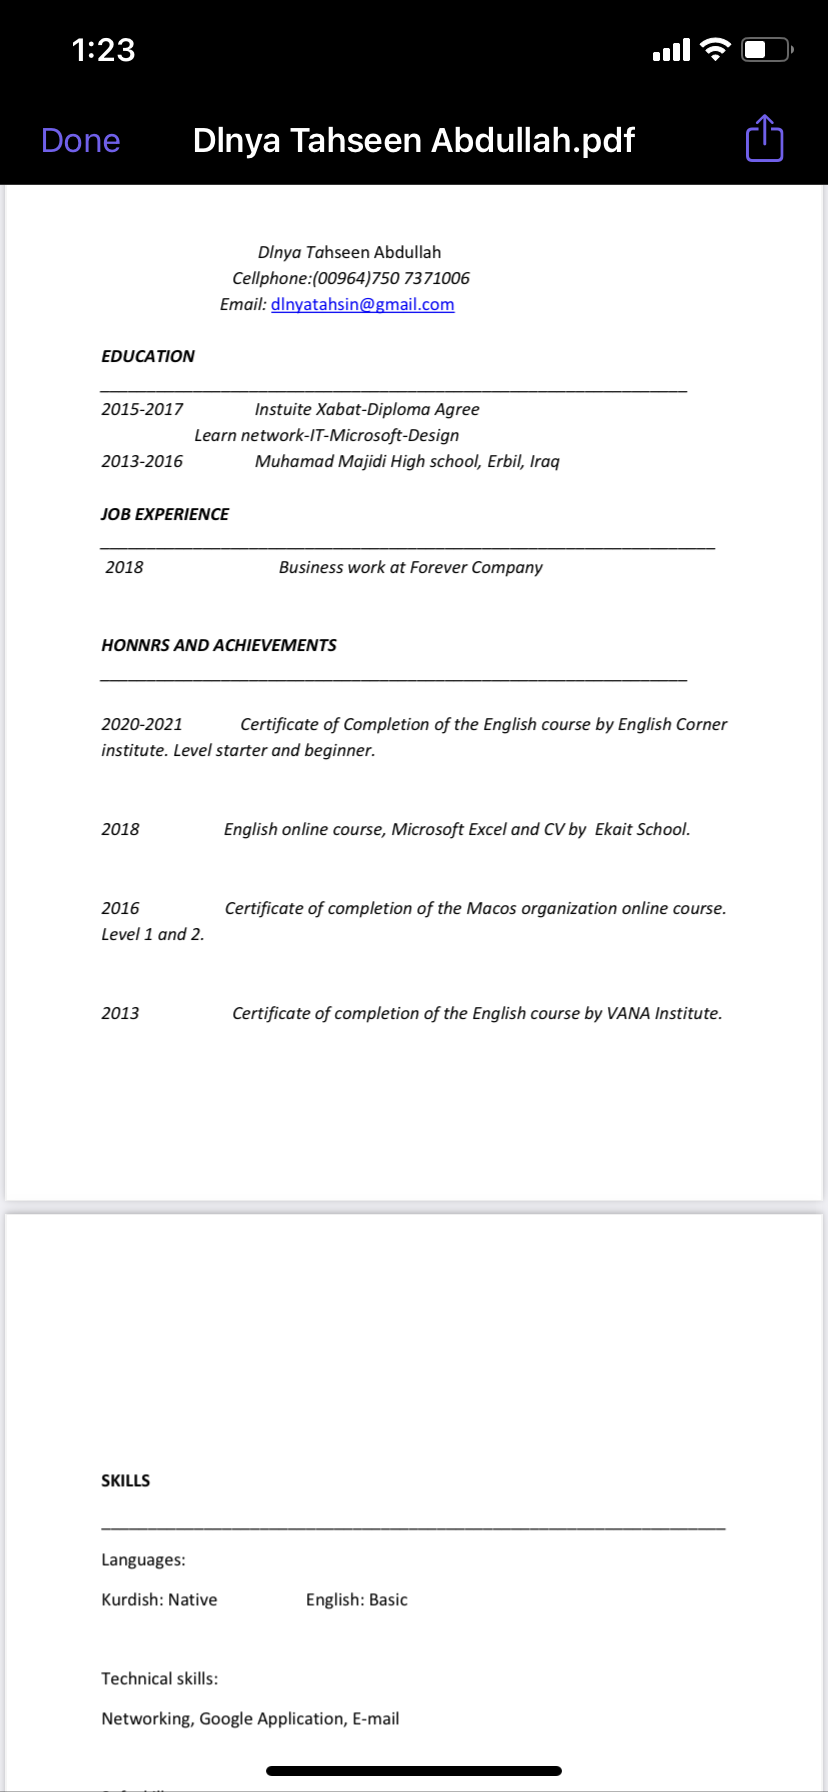 1:23
Done
Dlnya Tahseen Abdullah.pdf
Dlnya Tahseen Abdullah
Cellphone:(00964)750 7371006
Email: dlnyatahsin@gmail.com
EDUCATION
2015-2017 Instuite Xabat-Diploma Agree
Learn network-IT-Microsoft-Design
2013-2016 Muhamad Majidi High school, Erbil, Iraq
JOB EXPERIENCE
2018 Business work at Forever Company
HONNRS AND ACHIEVEMENTS
2020-2021 Certificate of Completion of the English course by English Corner
institute. Level starter and beginner.
2018 English online course, Microsoft Excel and CV by Ekait School.
2016 Certificate of completion of the Macos organization online course.
Level 1 and 2.
2013 Certificate of completion of the English course by VANA Institute.
SKILLS
Languages:
Kurdish: Native English: Basic
Technical skills:
Networking, Google Application, E-mail